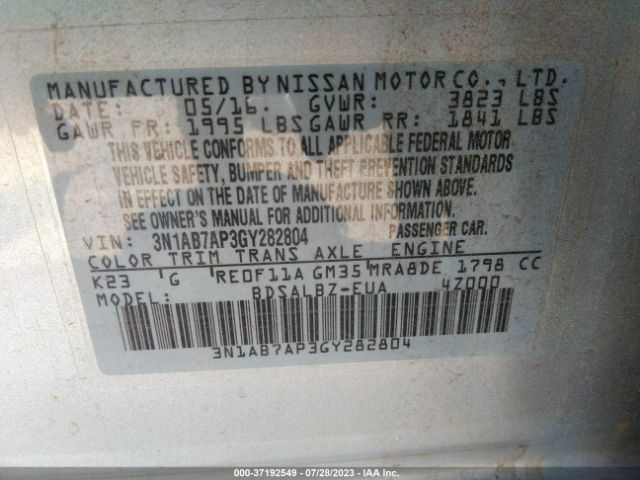 MANUFACTURED BY NISSAN MOTOR CO., LTD.
DATE: 05/16 GVWR: 3823 LBS
GAWR FR: 1995 LBS GAWR RR: 1841 LBS
THIS VEHICLE CONFORMS TO ALL APPLICABLE FEDERAL MOTOR
VEHICLE SAFETY, BUMPER AND THEFT PREVENTION STANDARDS
IN EFFECT ON THE DATE OF MANUFACTURE SHOWN ABOVE.
SEE OWNER'S MANUAL FOR ADDITIONAL INFORMATION.
VIN: 3N1AB7AP3GY282804 PASSENGER CAR.
COLOR TRIM TRANS AXLE ENGINE
K23 G RE0F11A GM35 MRA8DE 1798 CC
MODEL: BDSALBZ-EUA 4Z000
3N1AB7AP3GY282804
000-37192549 07/28/2023 ©IAA Inc.